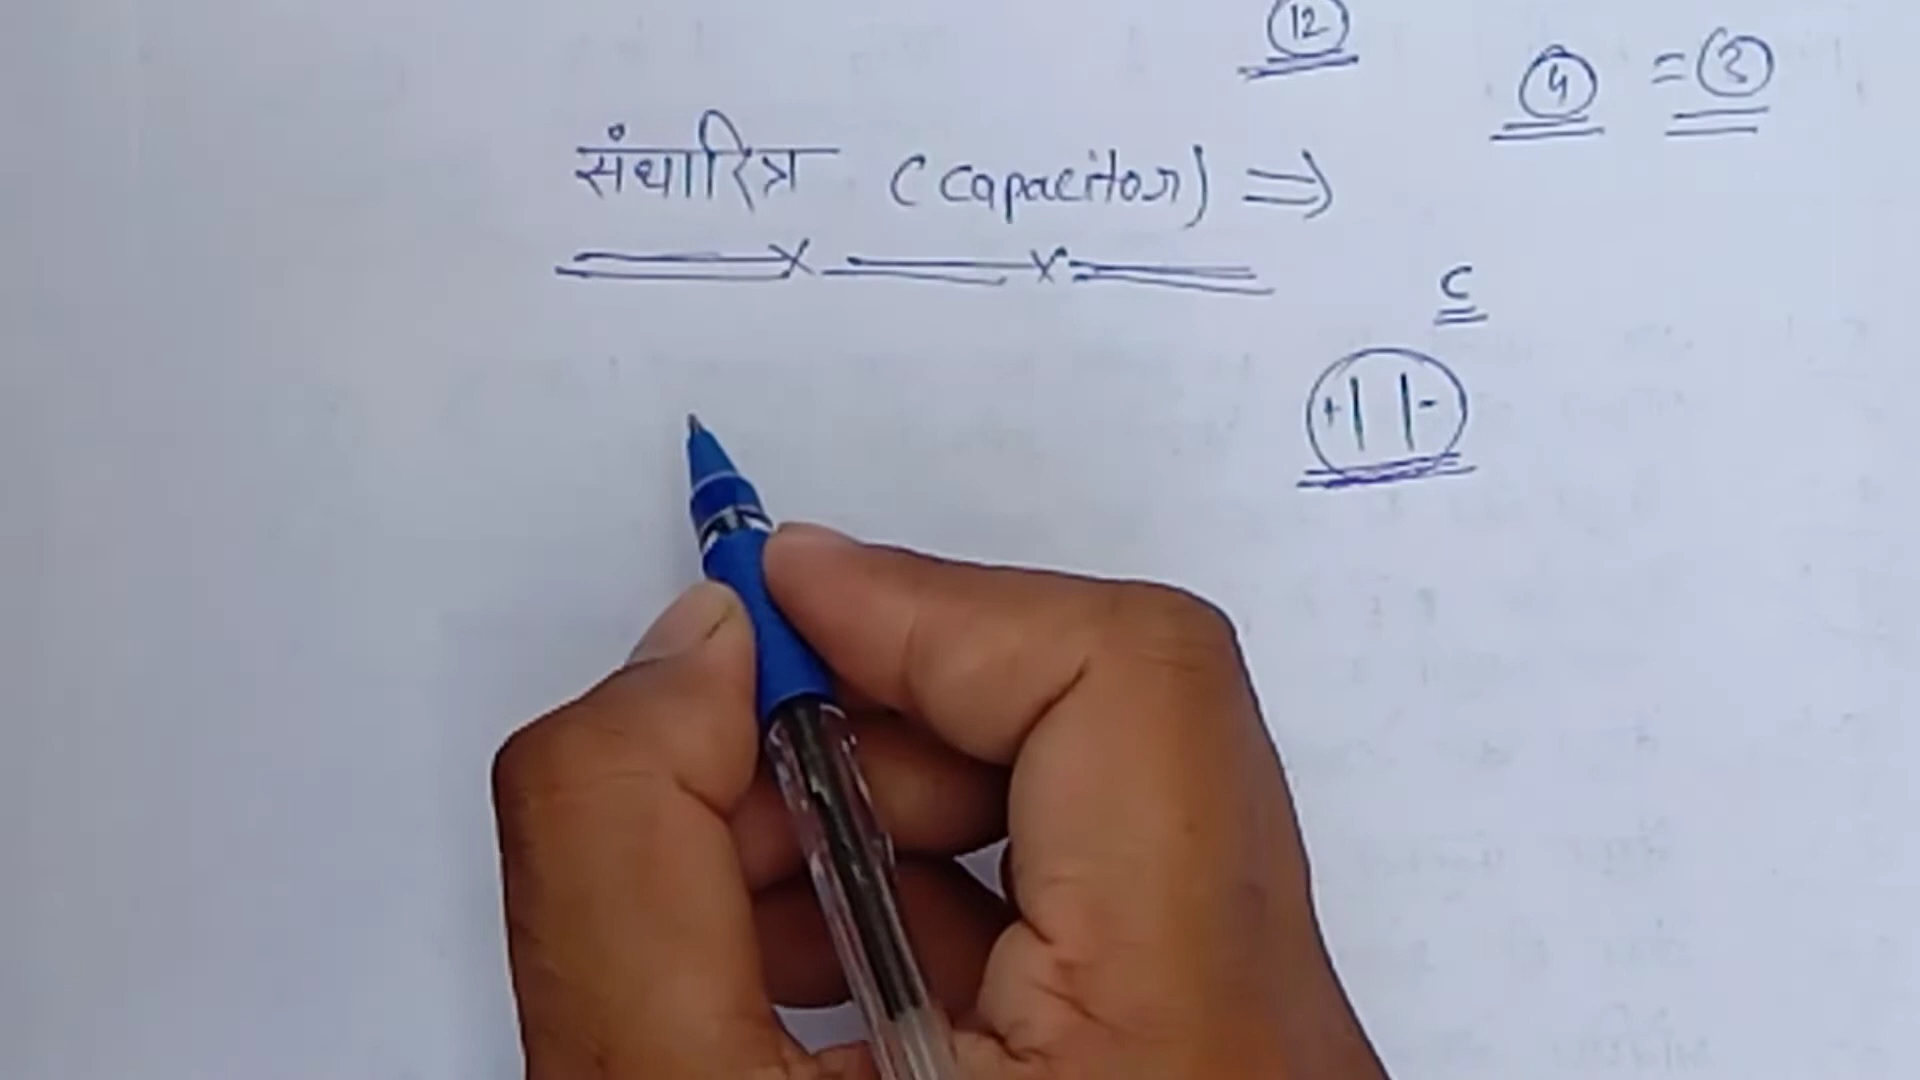 12
4 = 3
संधारित्र (capacitor) ⇒
C
+| |-